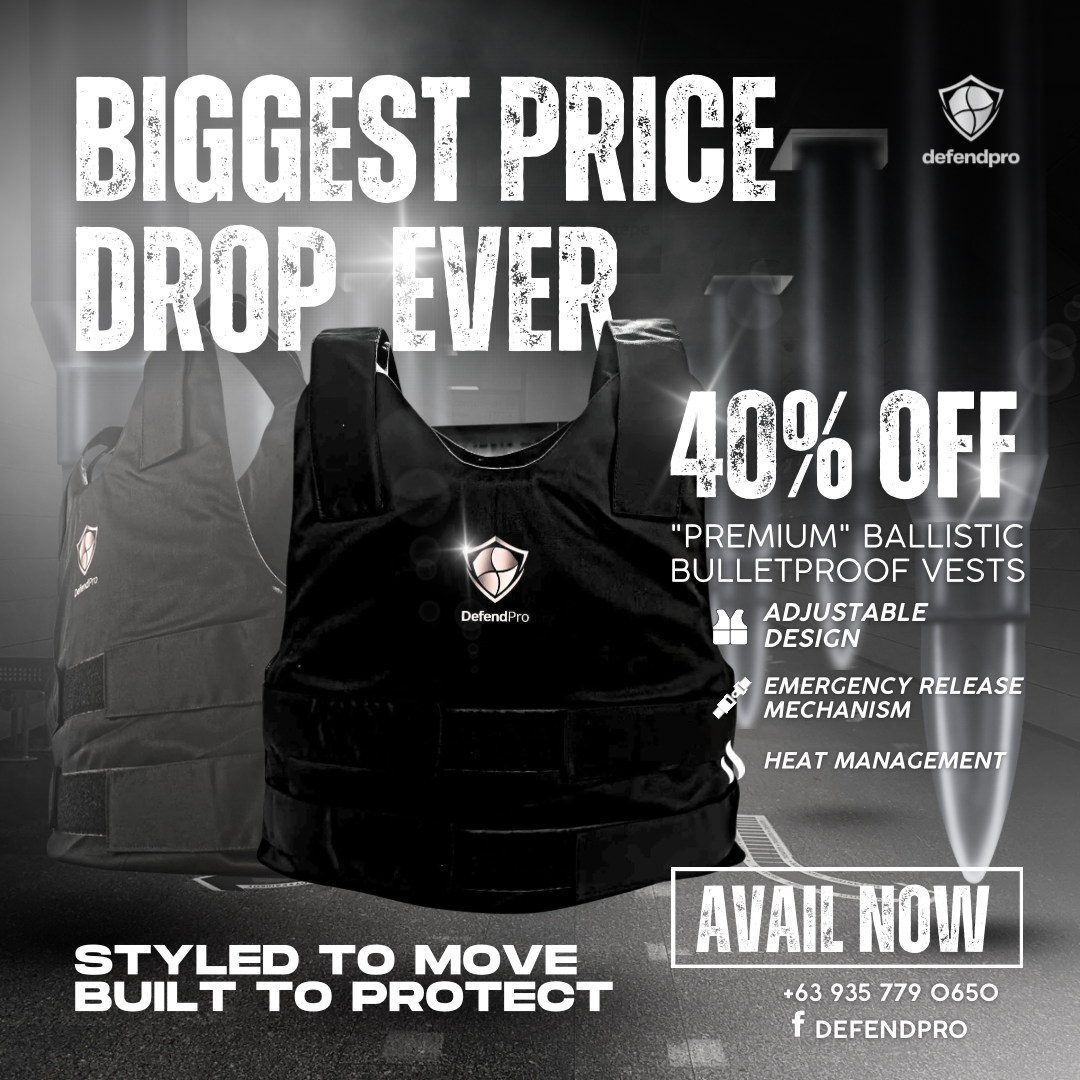 BIGGEST PRICE
DROP EVER
defendpro
40% OFF
"PREMIUM" BALLISTIC
BULLETPROOF VESTS
ADJUSTABLE
DESIGN
EMERGENCY RELEASE
MECHANISM
HEAT MANAGEMENT
DefendPro
DefendPro
AVAIL NOW
STYLED TO MOVE
BUILT TO PROTECT
+63 935 779 0650
f DEFENDPRO